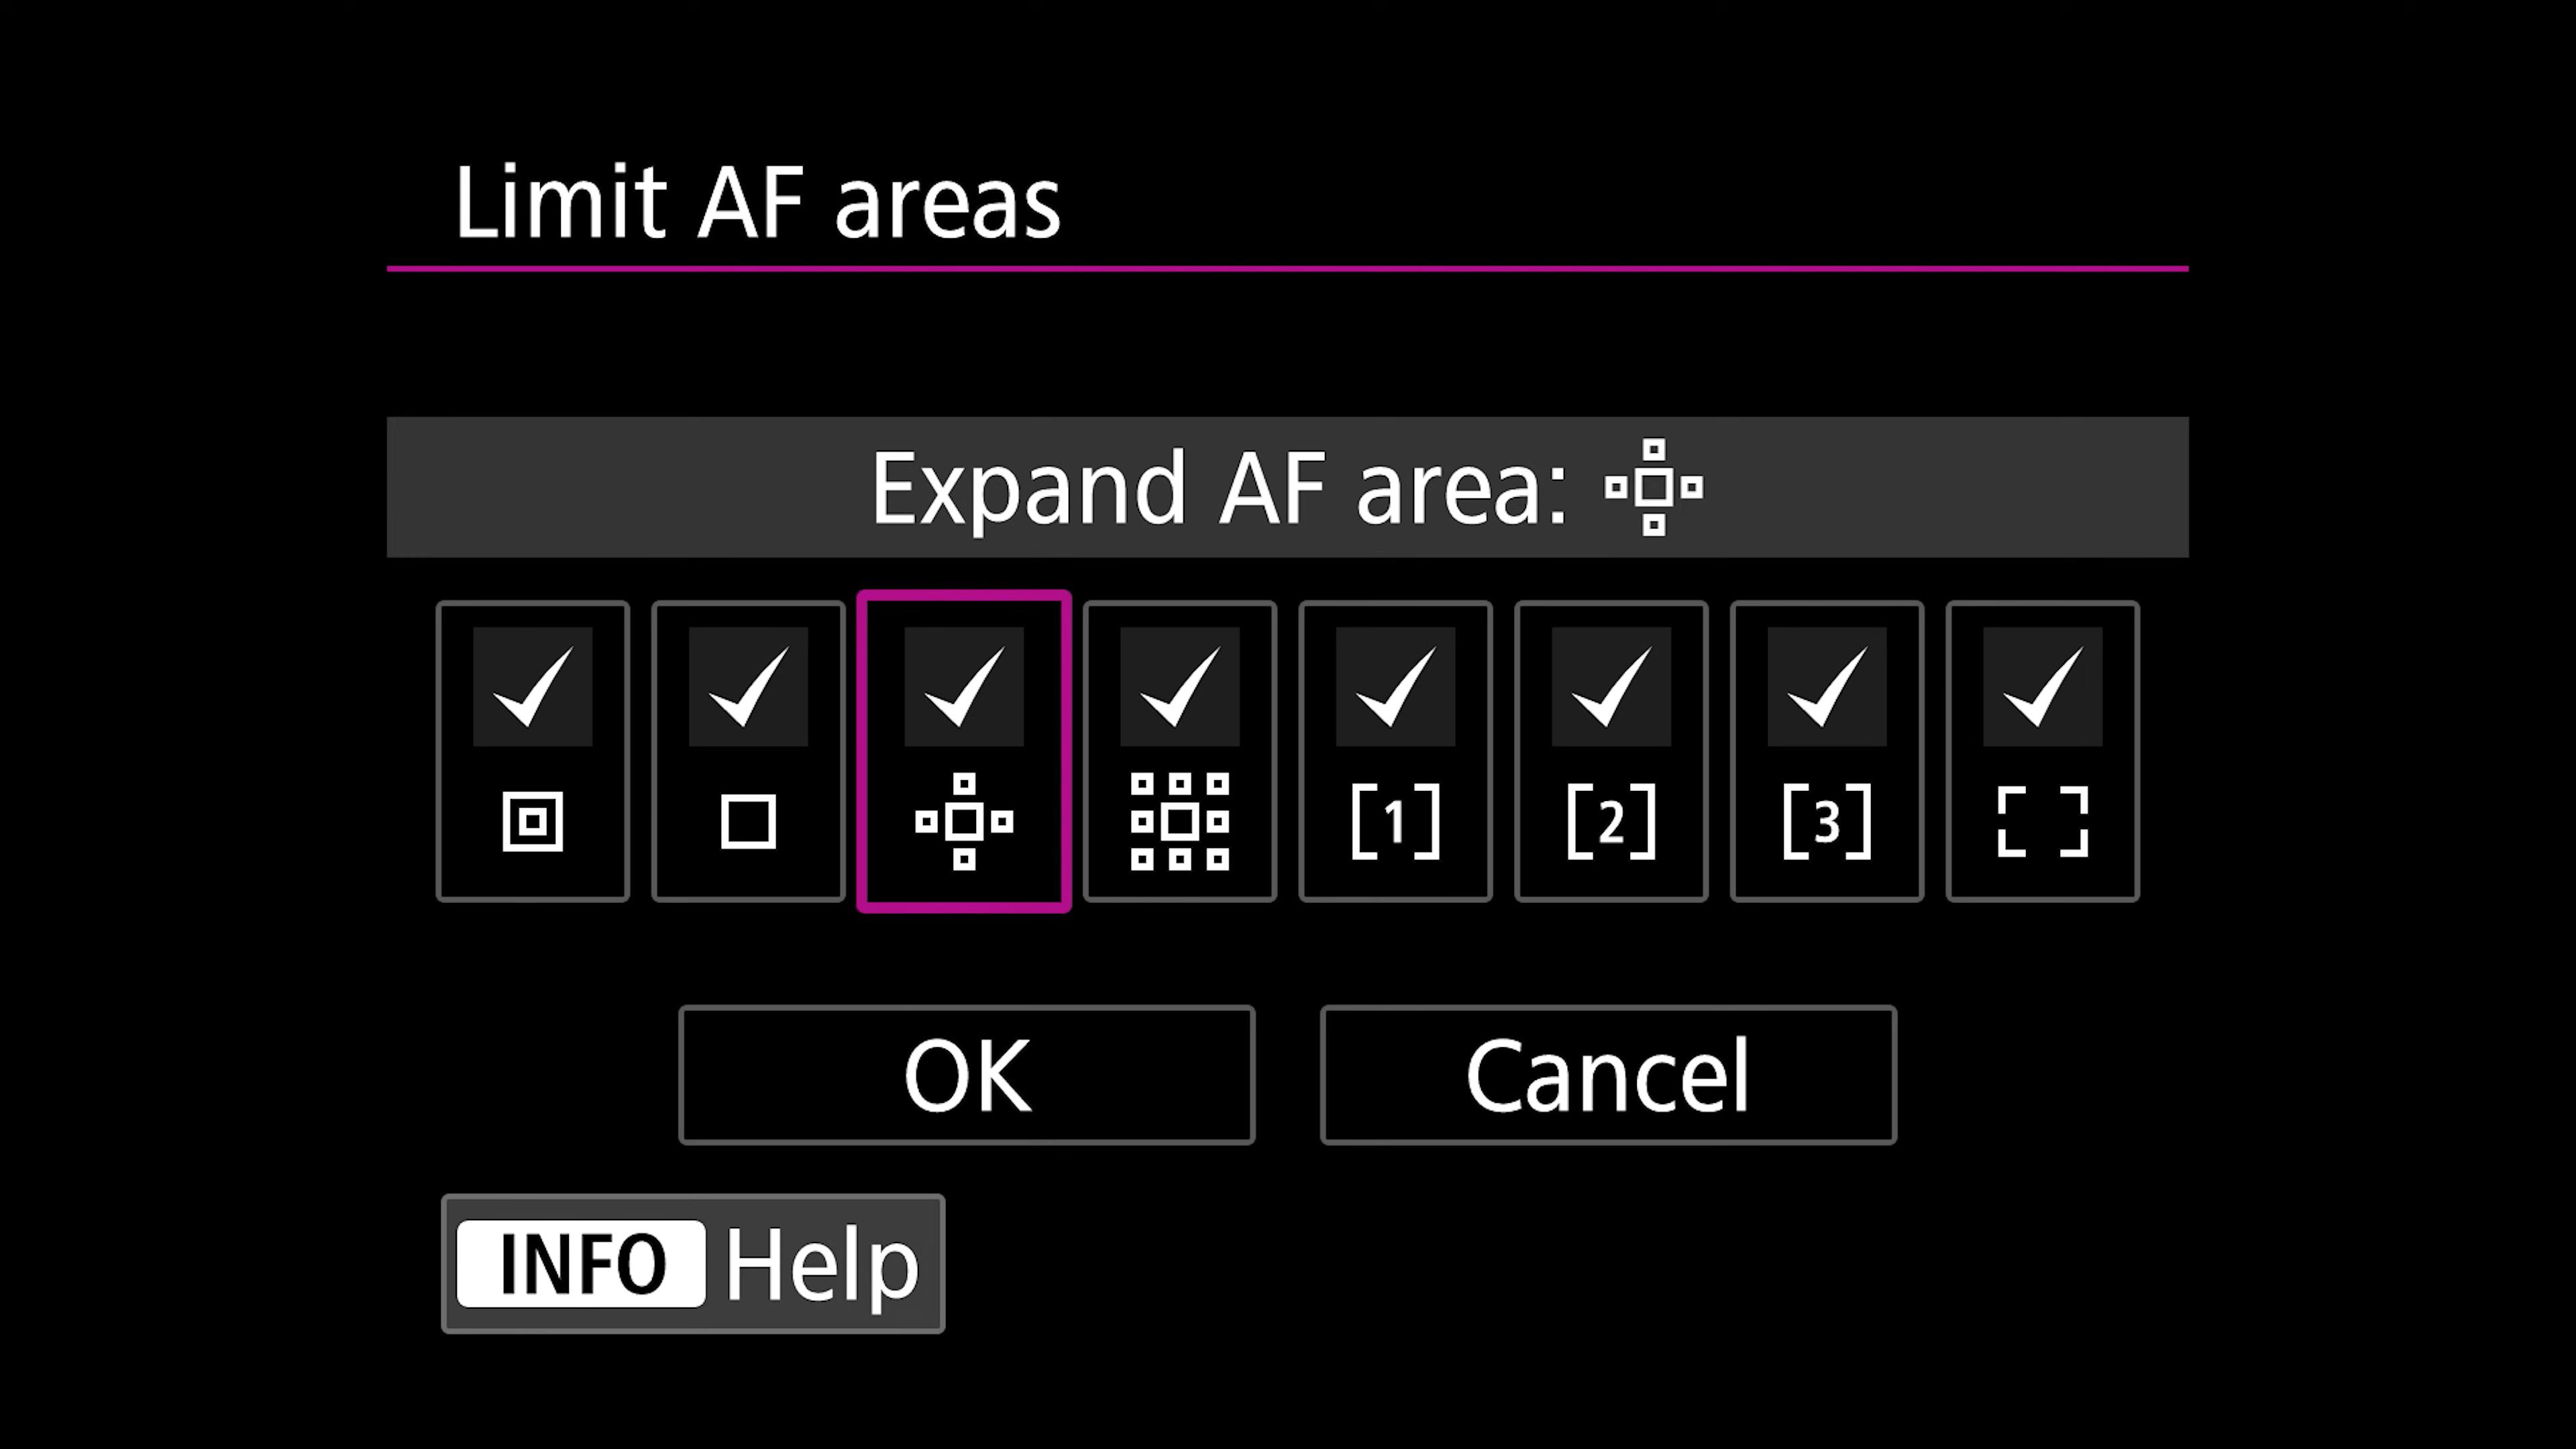 Limit AF areas
Expand AF area:
[1] [2] [3]
OK Cancel
INFO Help